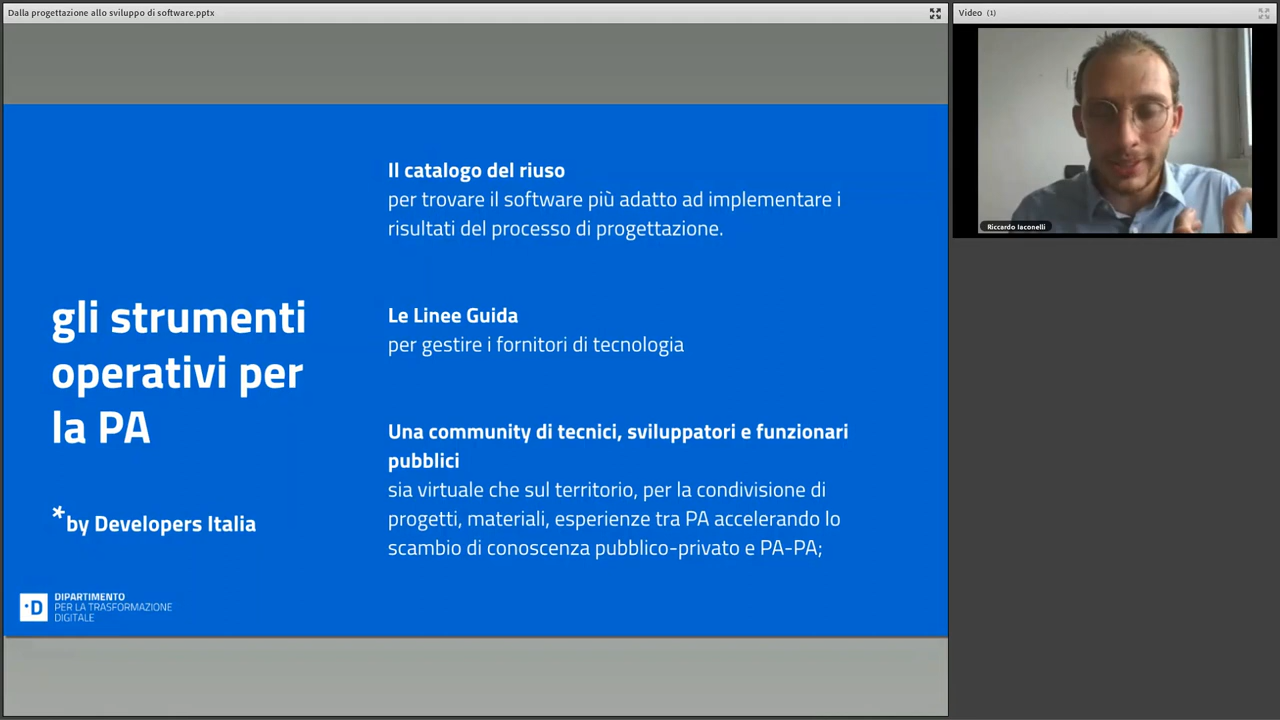 Dalla progettazione allo sviluppo di software.pptx
Video (1)
Riccardo Iaconelli
gli strumenti
operativi per
la PA
*by Developers Italia
Il catalogo del riuso
per trovare il software più adatto ad implementare i
risultati del processo di progettazione.
Le Linee Guida
per gestire i fornitori di tecnologia
Una community di tecnici, sviluppatori e funzionari
pubblici
sia virtuale che sul territorio, per la condivisione di
progetti, materiali, esperienze tra PA accelerando lo
scambio di conoscenza pubblico-privato e PA-PA;
·D
DIPARTIMENTO
PER LA TRASFORMAZIONE
DIGITALE